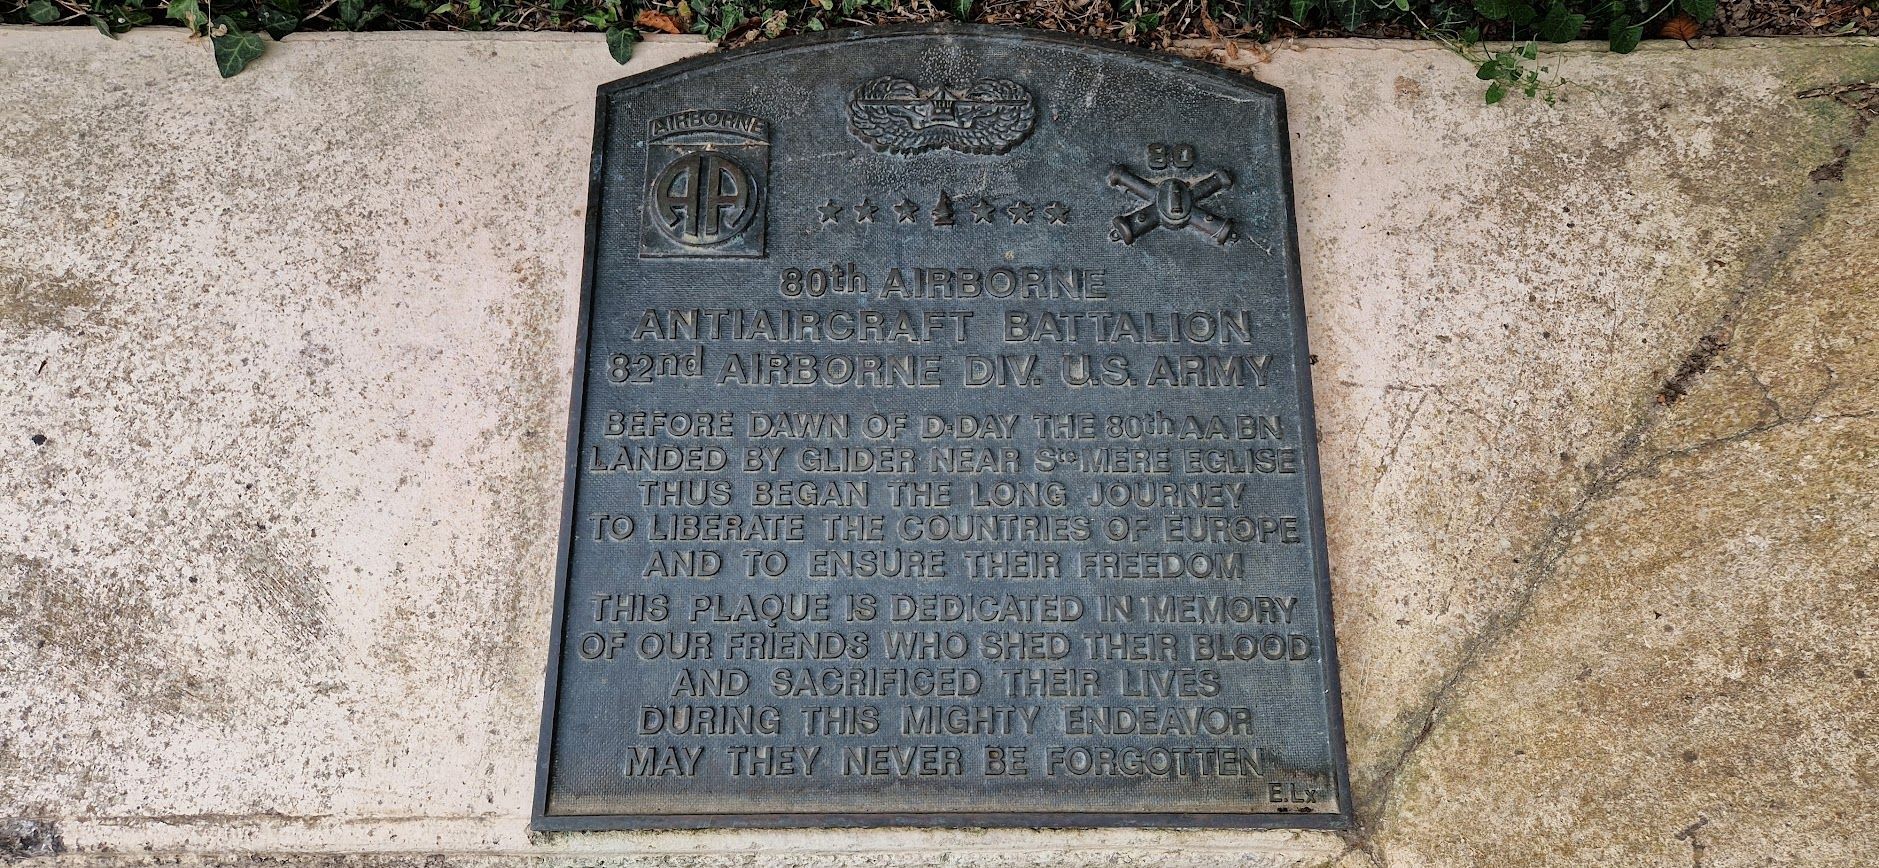 AIRBORNE
AA
80
80th AIRBORNE
ANTIAIRCRAFT BATTALION
82nd AIRBORNE DIV. U.S. ARMY
BEFORE DAWN OF D-DAY THE 80th AA BN
LANDED BY GLIDER NEAR Ste MERE EGLISE
THUS BEGAN THE LONG JOURNEY
TO LIBERATE THE COUNTRIES OF EUROPE
AND TO ENSURE THEIR FREEDOM
THIS PLAQUE IS DEDICATED IN MEMORY
OF OUR FRIENDS WHO SHED THEIR BLOOD
AND SACRIFICED THEIR LIVES
DURING THIS MIGHTY ENDEAVOR
MAY THEY NEVER BE FORGOTTEN
E.Lx